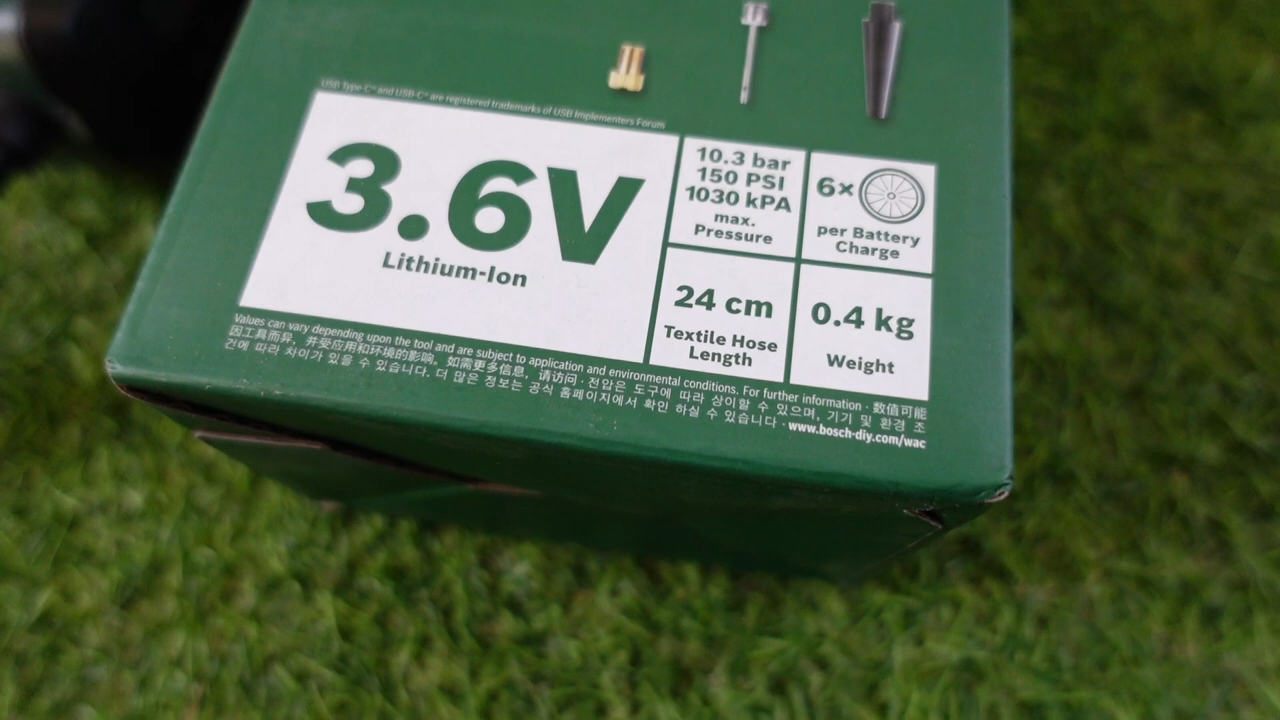 USB Type-C® and USB-C® are registered trademarks of USB Implementers Forum
3.6V
Lithium-Ion
10.3 bar
150 PSI
1030 kPA
max.
Pressure
6×
per Battery
Charge
24 cm
Textile Hose
Length
0.4 kg
Weight
Values can vary depending upon the tool and are subject to application and environmental conditions. For further information · 数值可能
因工具而异，并受应用和环境的影响，如需更多信息，请访问 · 전압은 도구에 따라 상이할 수 있으며, 기기 및 환경 조
건에 따라 차이가 있을 수 있습니다. 더 많은 정보는 공식 홈페이지에서 확인 하실 수 있습니다 · www.bosch-diy.com/wac